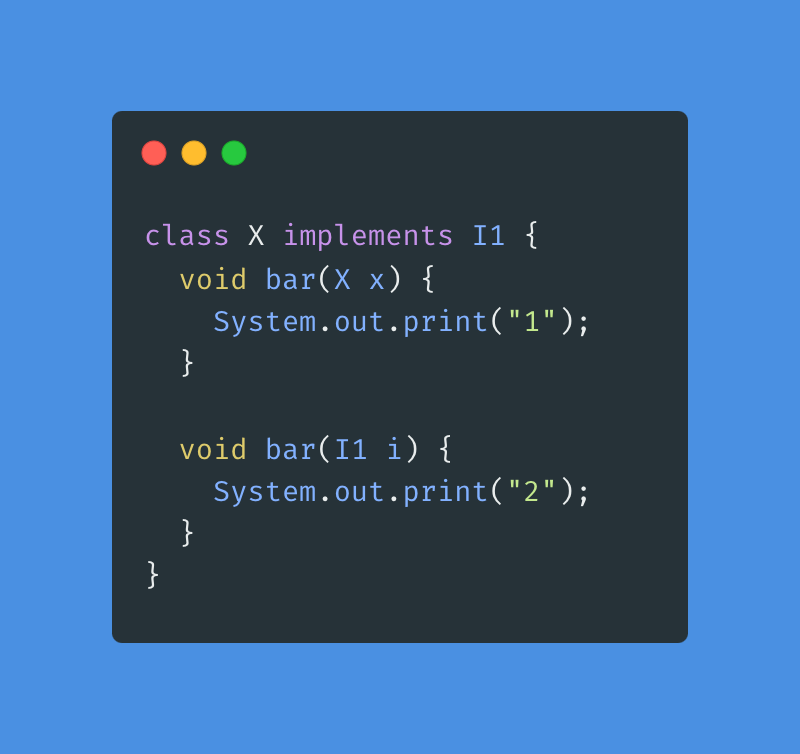 class X implements I1 {
  void bar(X x) {
    System.out.print("1");
  }

  void bar(I1 i) {
    System.out.print("2");
  }
}